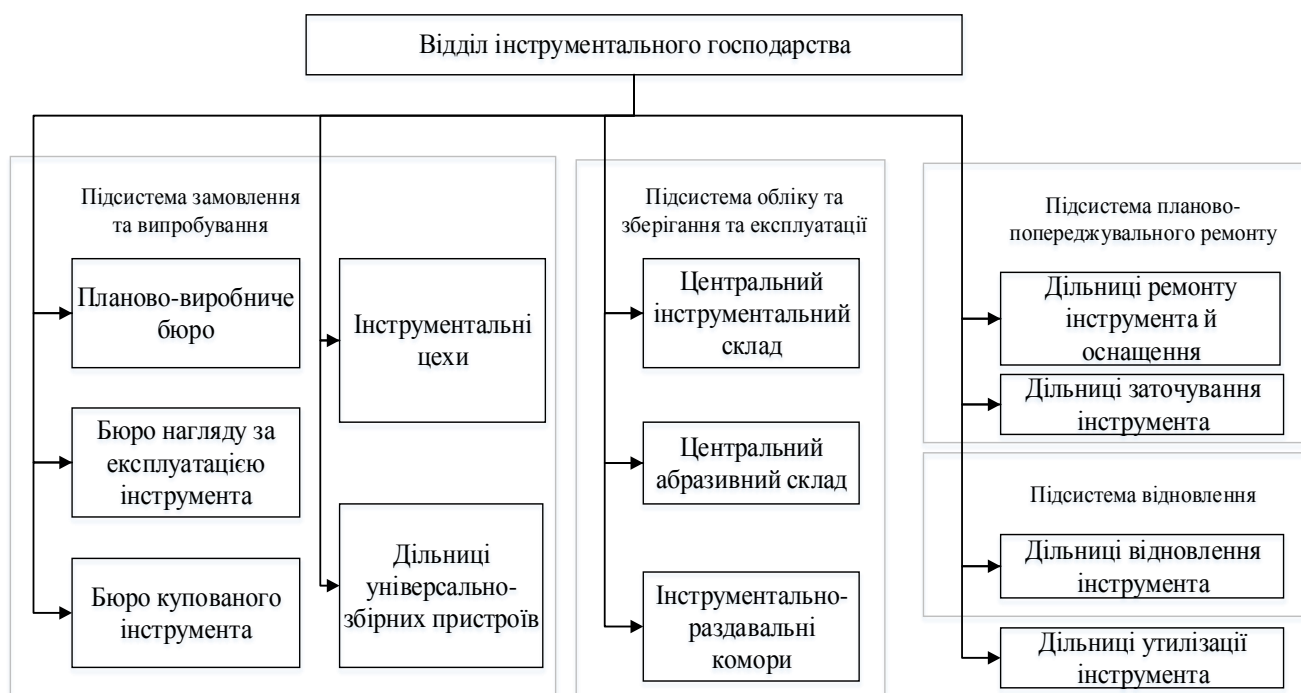 Відділ інструментального господарства
Підсистема замовлення
та випробування
Планово-виробниче
бюро
Бюро нагляду за
експлуатацією
інструмента
Бюро купованого
інструмента
Інструментальні
цехи
Дільниці
універсально-
збірних пристроїв
Підсистема обліку та
зберігання та експлуатації
Центральний
інструментальний
склад
Центральний
абразивний склад
Інструментально-
раздавальні
комори
Підсистема планово-
попереджувального ремонту
Дільниці ремонту
інструмента й
оснащення
Дільниці заточування
інструмента
Підсистема відновлення
Дільниці відновлення
інструмента
Дільниці утилізації
інструмента